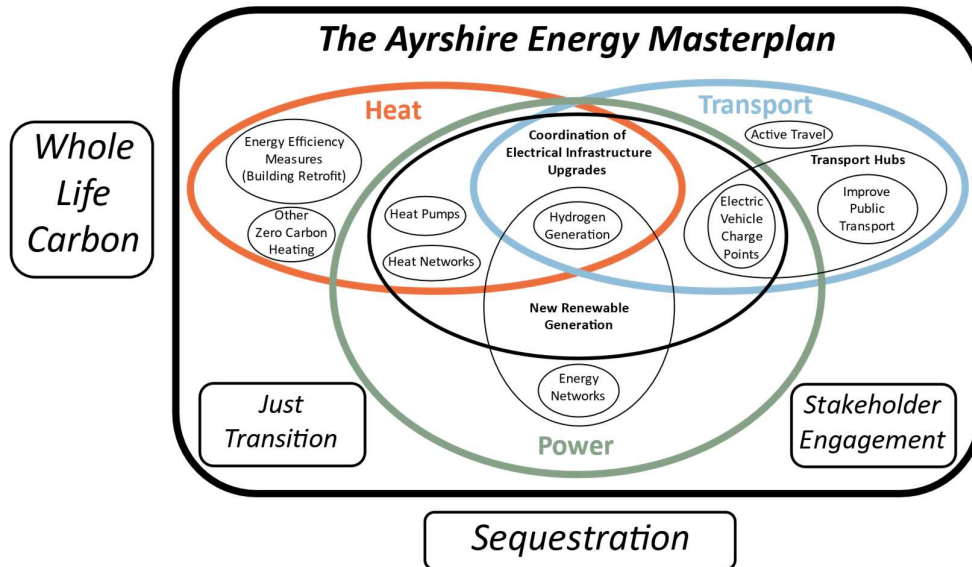 The Ayrshire Energy Masterplan
Whole
Life
Carbon
Heat
Transport
Energy Efficiency
Measures
(Building Retrofit)
Other
Zero Carbon
Heating
Heat Pumps
Heat Networks
Coordination of
Electrical Infrastructure
Upgrades
Hydrogen
Generation
Active Travel
Transport Hubs
Electric
Vehicle
Charge
Points
Improve
Public
Transport
New Renewable
Generation
Energy
Networks
Power
Just
Transition
Stakeholder
Engagement
Sequestration